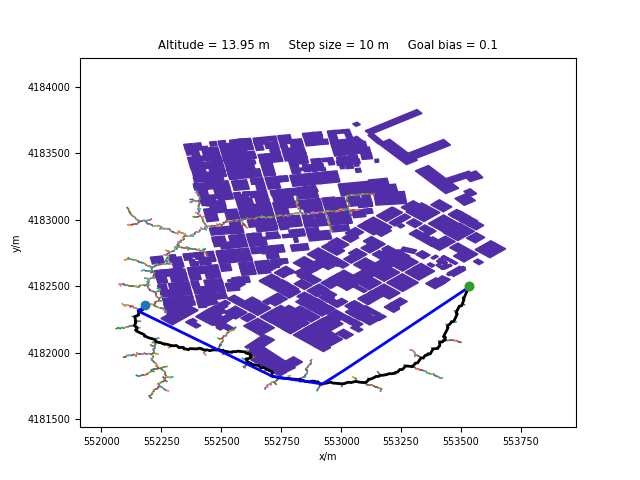 Altitude = 13.95 m     Step size = 10 m     Goal bias = 0.1
4184000
4183500
4183000
4182500
4182000
4181500
y/m
552000 552250 552500 552750 553000 553250 553500 553750
x/m